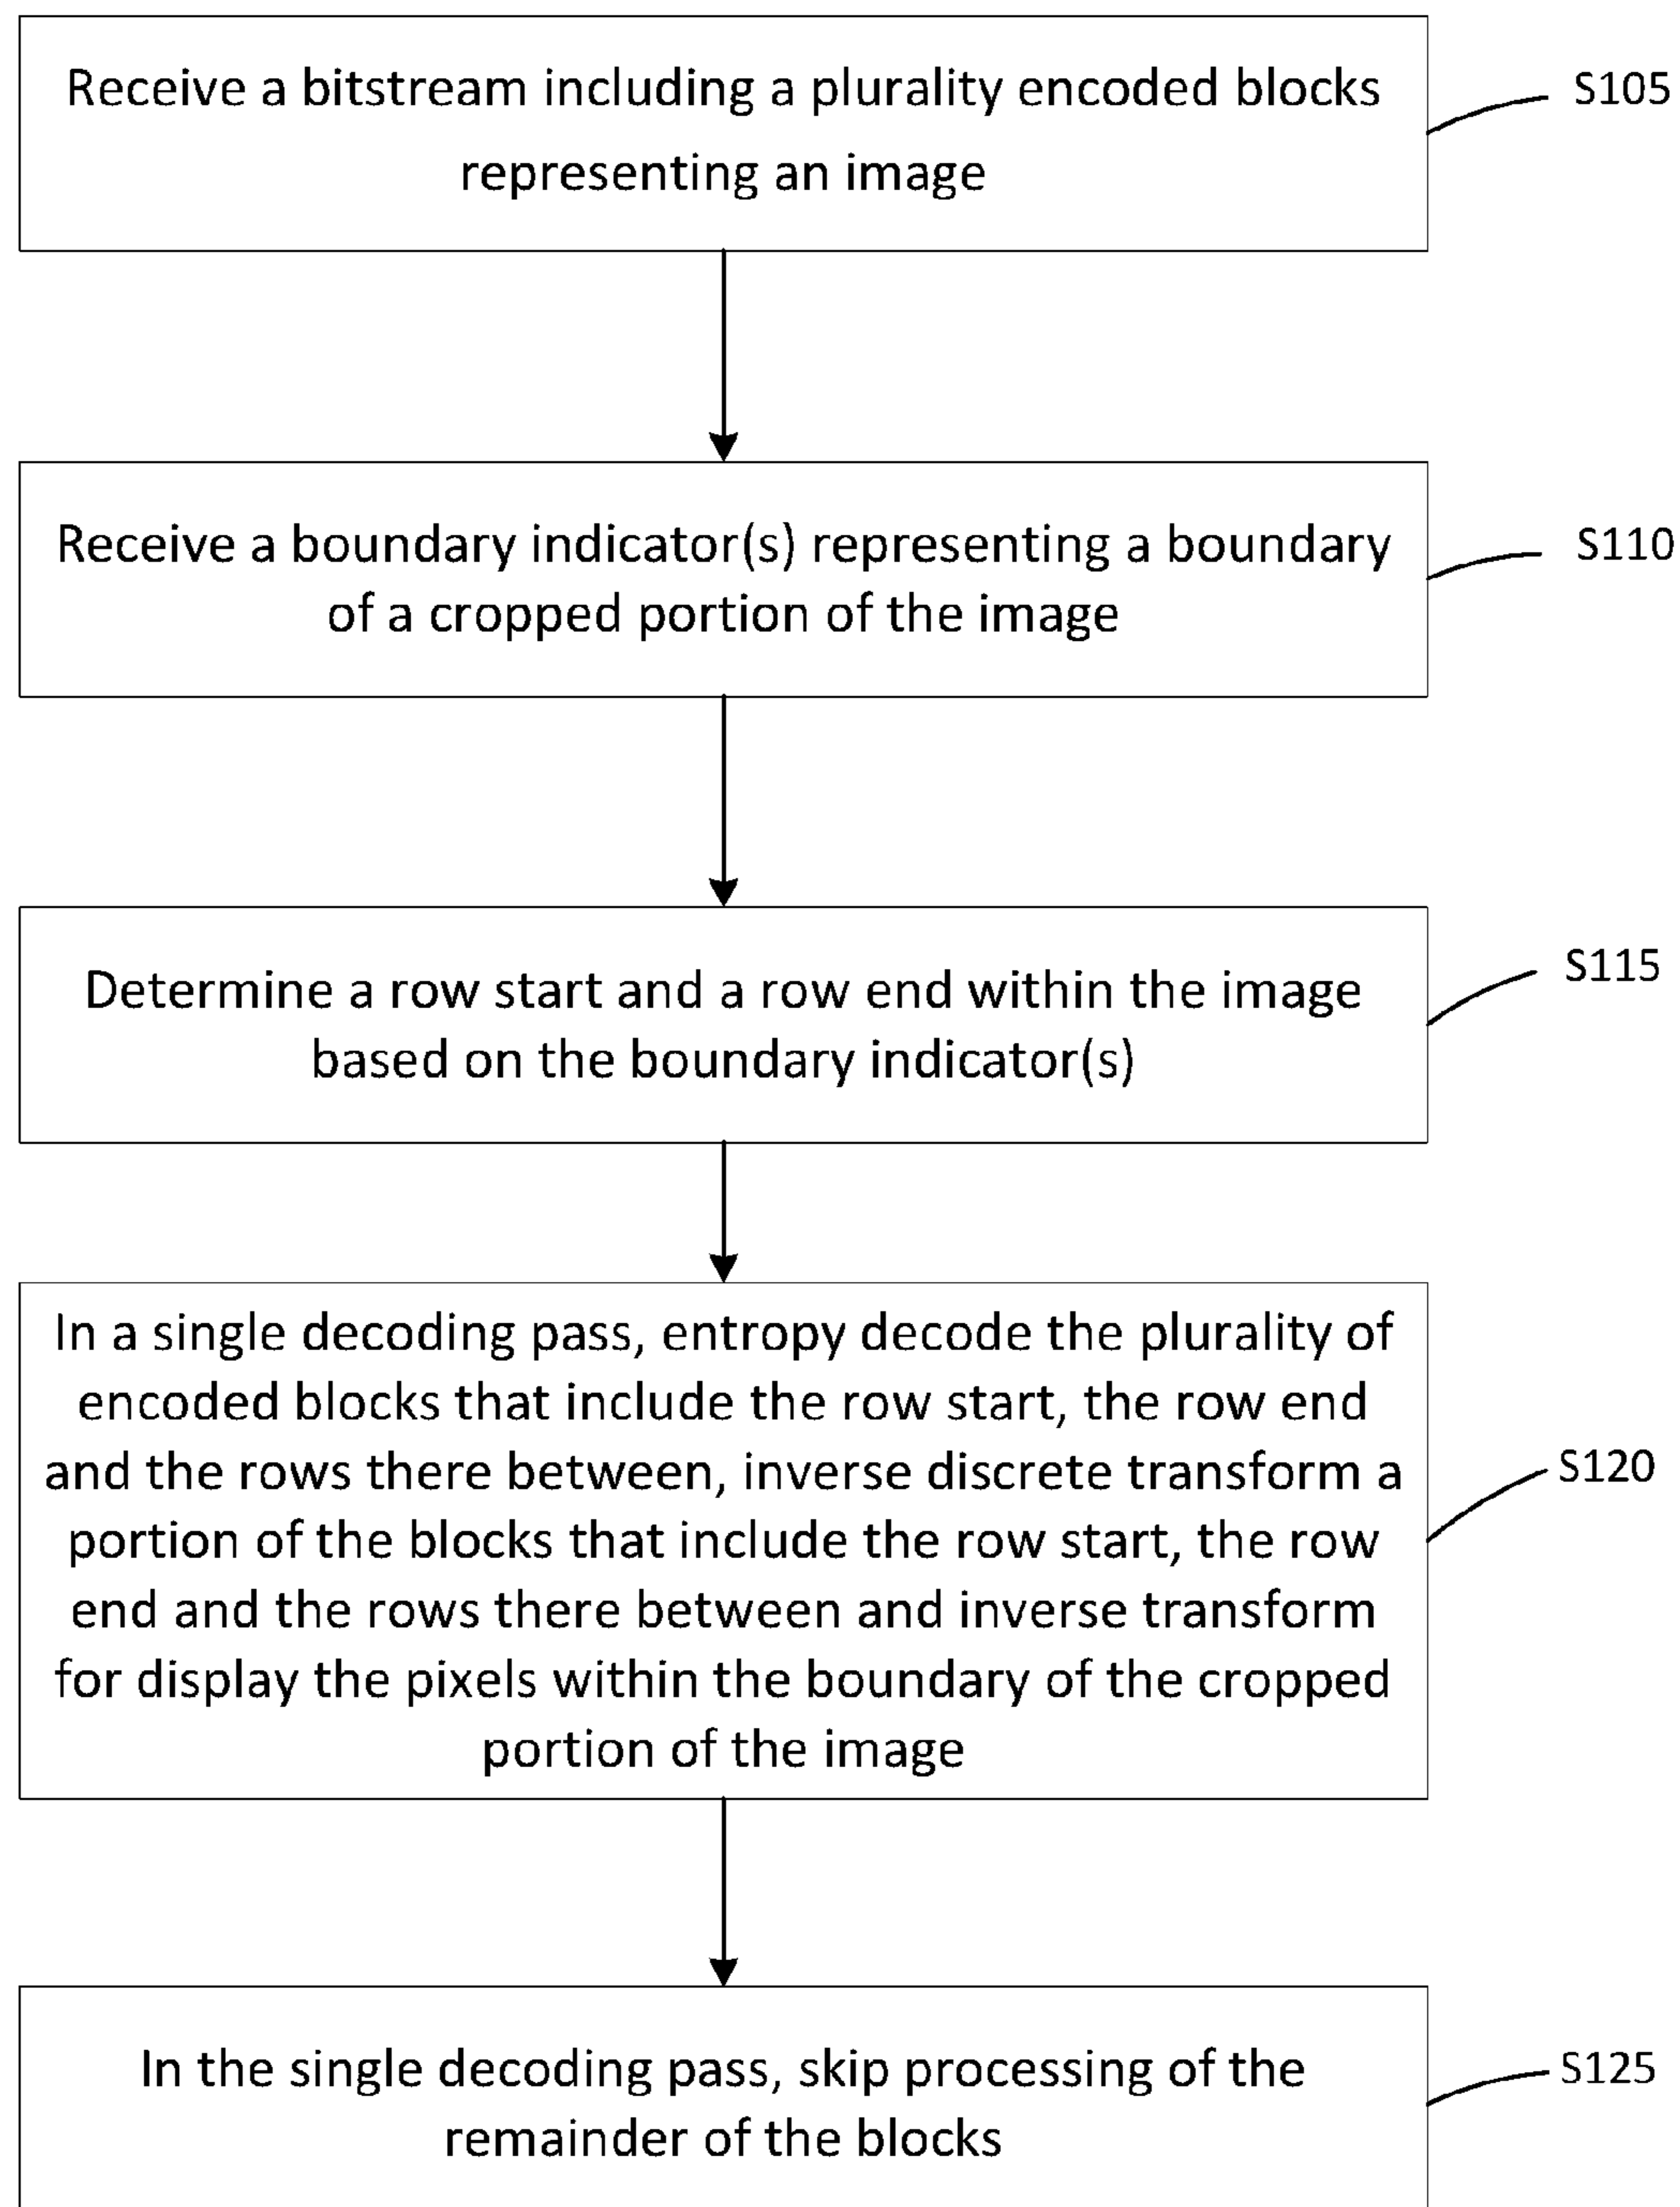 Receive a bitstream including a plurality encoded blocks
representing an image
S105
Receive a boundary indicator(s) representing a boundary
of a cropped portion of the image
S110
Determine a row start and a row end within the image
based on the boundary indicator(s)
S115
In a single decoding pass, entropy decode the plurality of
encoded blocks that include the row start, the row end
and the rows there between, inverse discrete transform a
portion of the blocks that include the row start, the row
end and the rows there between and inverse transform
for display the pixels within the boundary of the cropped
portion of the image
S120
In the single decoding pass, skip processing of the
remainder of the blocks
S125